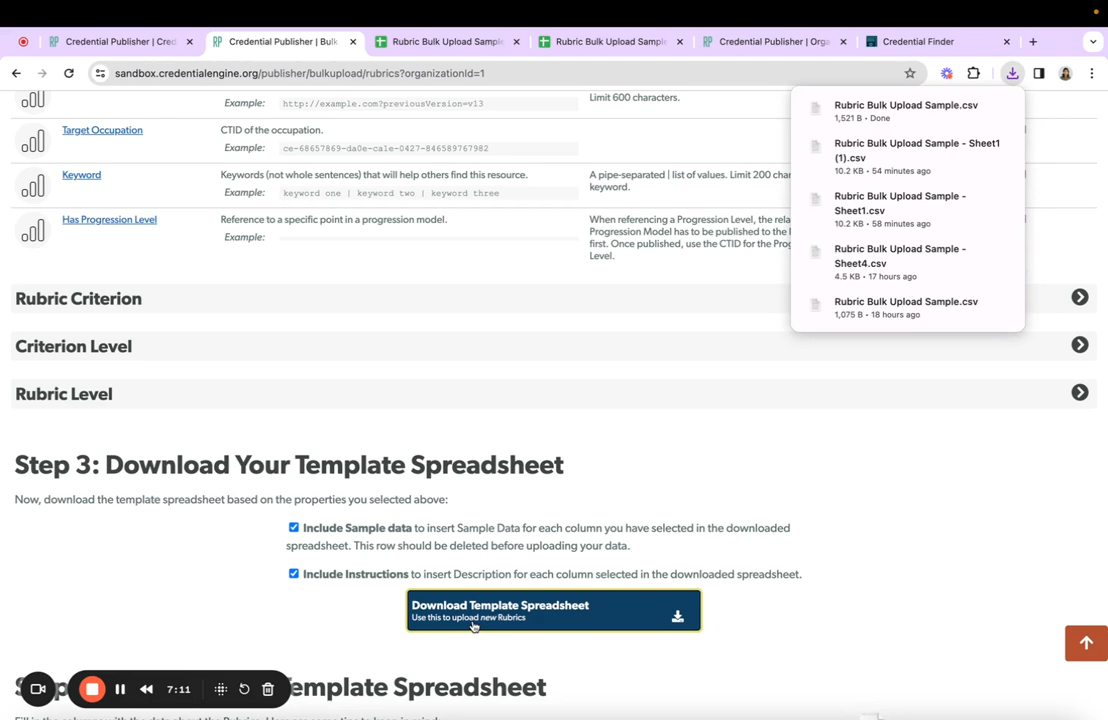 Credential Publisher | Cred
Credential Publisher | Bulk
Rubric Bulk Upload Sample
Rubric Bulk Upload Sample
Credential Publisher | Orga
Credential Finder
sandbox.credentialengine.org/publisher/bulkupload/rubrics?organizationId=1
Rubric Bulk Upload Sample.csv
1,521 B • Done
Rubric Bulk Upload Sample - Sheet1
(1).csv
10.2 KB • 54 minutes ago
Rubric Bulk Upload Sample -
Sheet1.csv
10.2 KB • 58 minutes ago
Rubric Bulk Upload Sample -
Sheet4.csv
4.5 KB • 17 hours ago
Rubric Bulk Upload Sample.csv
1,075 B • 18 hours ago
Example: http://example.com?previousVersion=v13
Limit 600 characters.
Target Occupation
CTID of the occupation.
Example: ce-68657869-da0e-ca1e-0427-846589767982
Keyword
Keywords (not whole sentences) that will help others find this resource.
Example: keyword one | keyword two | keyword three
A pipe-separated | list of values. Limit 200 char
keyword.
Has Progression Level
Reference to a specific point in a progression model.
Example:
When referencing a Progression Level, the rela
Progression Model has to be published to the
first. Once published, use the CTID for the Prog
Level.
Rubric Criterion
Criterion Level
Rubric Level
Step 3: Download Your Template Spreadsheet
Now, download the template spreadsheet based on the properties you selected above:
Include Sample data to insert Sample Data for each column you have selected in the downloaded
spreadsheet. This row should be deleted before uploading your data.
Include Instructions to insert Description for each column selected in the downloaded spreadsheet.
Download Template Spreadsheet
Use this to upload new Rubrics
7:11
emplate Spreadsheet